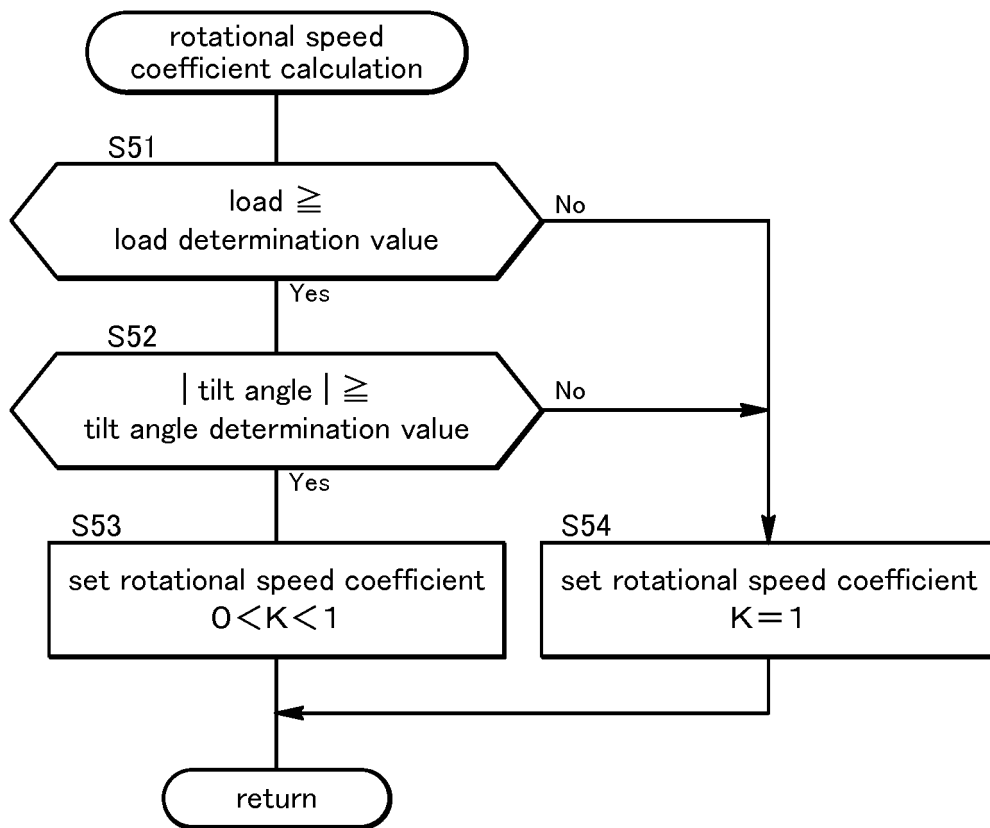 rotational speed
coefficient calculation
S51
load ≧
load determination value
No
Yes
S52
| tilt angle | ≧
tilt angle determination value
No
Yes
S53
set rotational speed coefficient
0<K<1
S54
set rotational speed coefficient
K=1
return